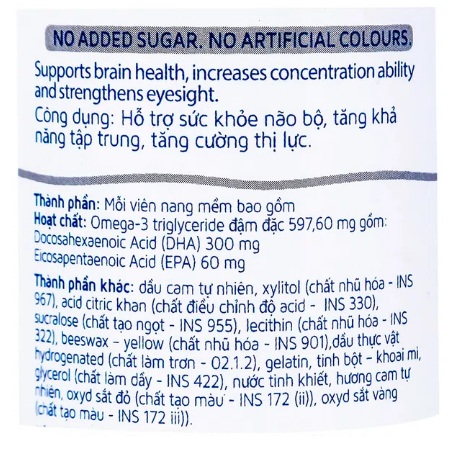 NO ADDED SUGAR. NO ARTIFICIAL COLOURS.
Supports brain health, increases concentration ability
and strengthens eyesight.
Công dụng: Hỗ trợ sức khỏe não bộ, tăng khả
năng tập trung, tăng cường thị lực.
Thành phần: Mỗi viên nang mềm bao gồm
Hoạt chất: Omega-3 triglyceride đậm đặc 597,60 mg gồm:
Docosahexaenoic Acid (DHA) 300 mg
Eicosapentaenoic Acid (EPA) 60 mg
Thành phần khác: dầu cam tự nhiên, xylitol (chất nhũ hóa - INS
967), acid citric khan (chất điều chỉnh độ acid - INS 330),
sucralose (chất tạo ngọt - INS 955), lecithin (chất nhũ hóa - INS
322), beeswax - yellow (chất nhũ hóa - INS 901),dầu thực vật
hydrogenated (chất làm trơn - O2.1.2), gelatin, tinh bột - khoai mì,
glycerol (chất làm dầy - INS 422), nước tinh khiết, hương cam tự
nhiên, oxyd sắt đỏ (chất tạo màu - INS 172 (ii)), oxyd sắt vàng
(chất tạo màu - INS 172 iii)).